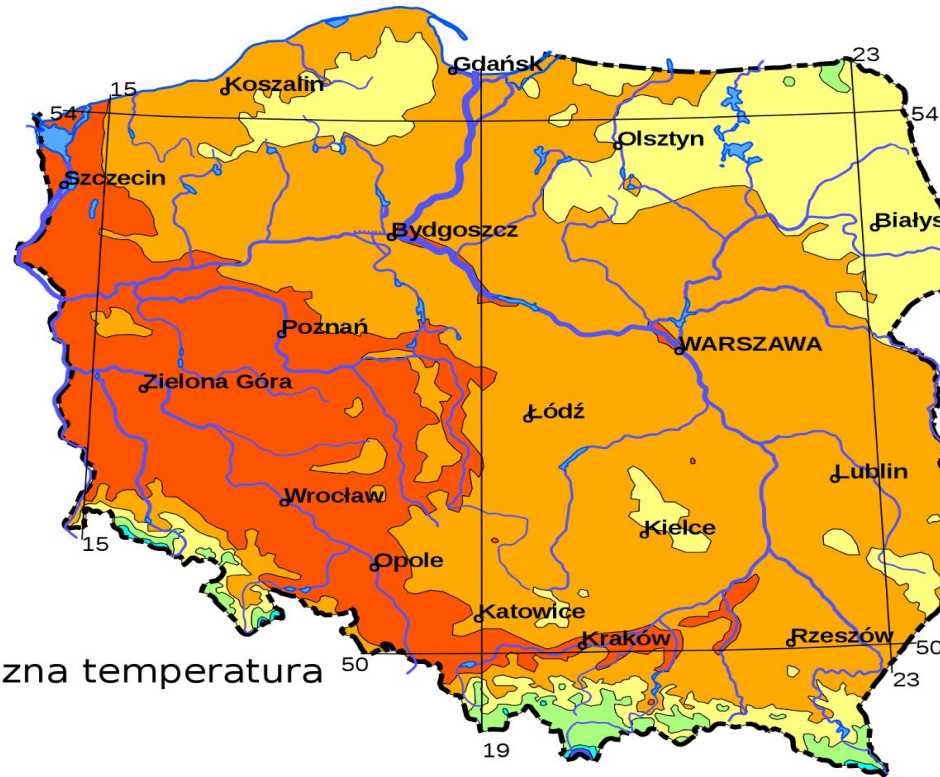 23
Gdańsk
15
Koszalin
54
54
Olsztyn
Szczecin
Białys
Bydgoszcz
Poznań
WARSZAWA
Zielona Góra
Łódź
Lublin
Wrocław
Kielce
15
Opole
Katowice
Kraków
Rzeszów
50
50
zna temperatura
23
19